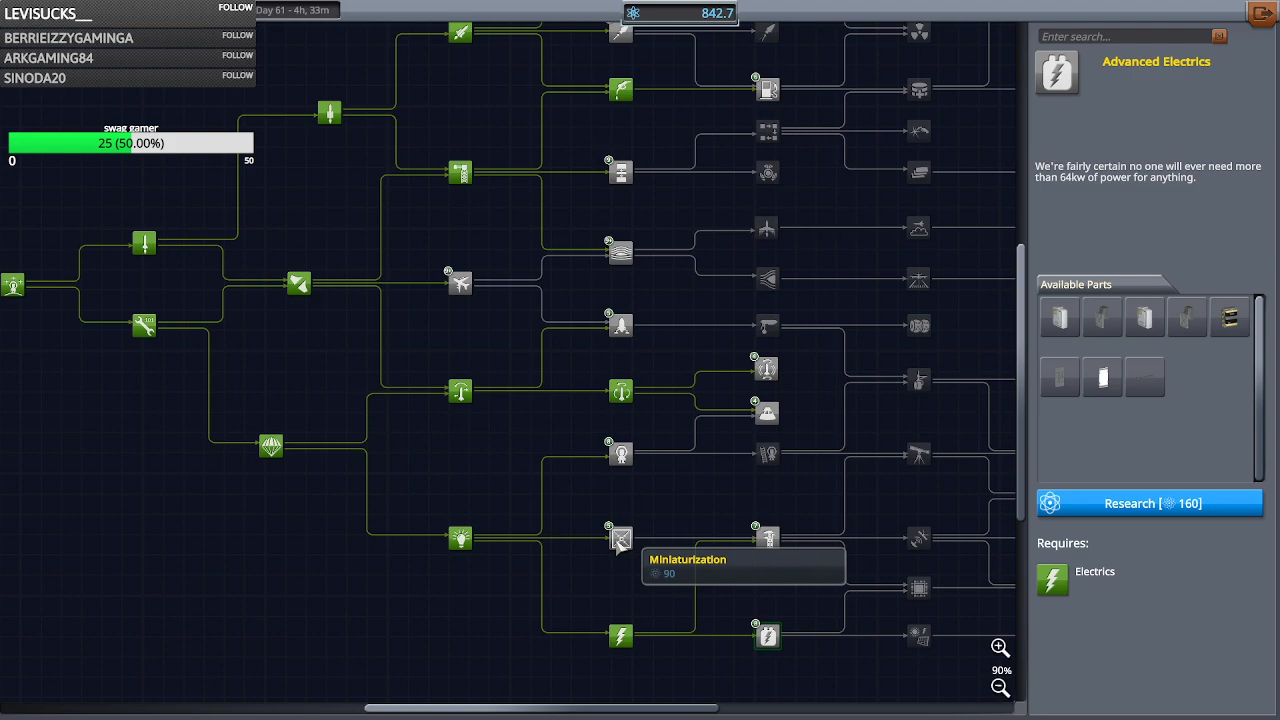 LEVISUCKS__ FOLLOW
BERRIEIZZYGAMINGA FOLLOW
ARKGAMING84 FOLLOW
SINODA20 FOLLOW
Day 61 - 4h, 33m
842.7
swag gamer
25 (50.00%)
0 50
Enter search...
Advanced Electrics
We're fairly certain no one will ever need more
than 64kw of power for anything.
Available Parts
Research [160]
Requires:
Electrics
Miniaturization
90
90%